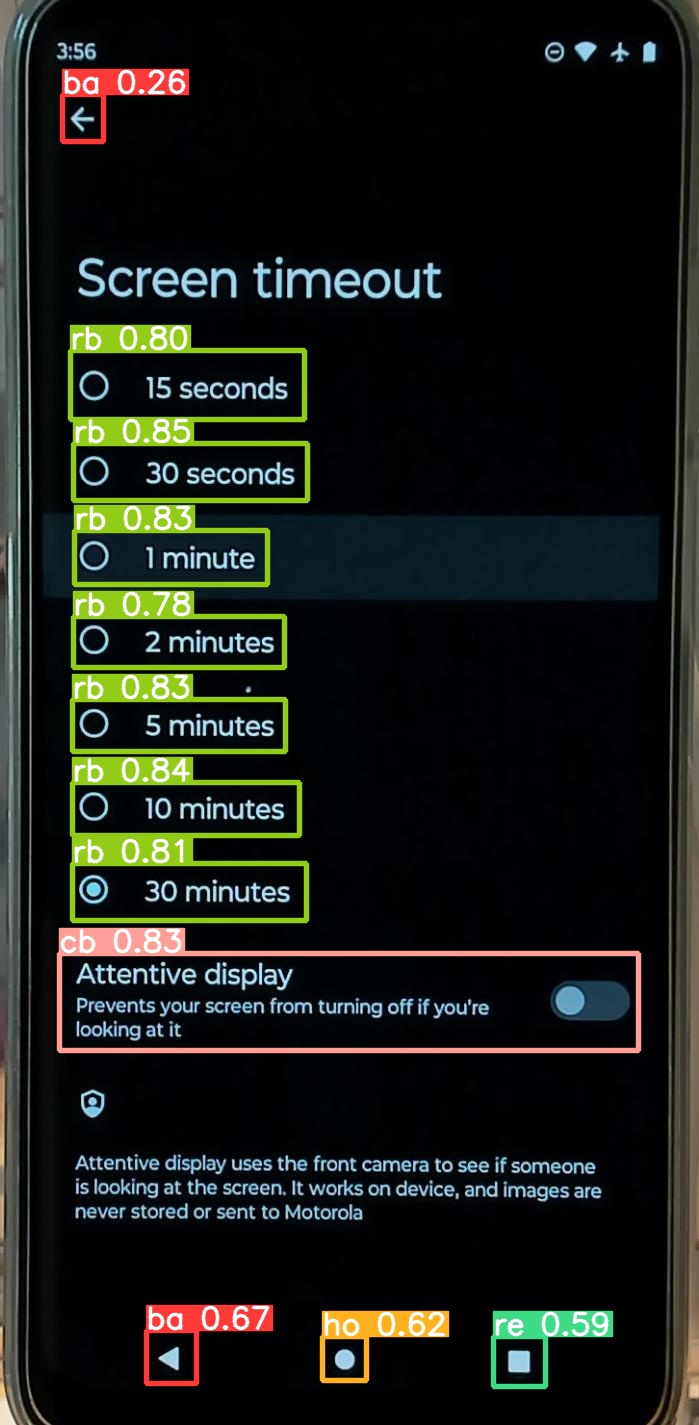 3:56
ba 0.26
Screen timeout
rb 0.80
15 seconds
rb 0.85
30 seconds
rb 0.83
1 minute
rb 0.78
2 minutes
rb 0.83
5 minutes
rb 0.84
10 minutes
rb 0.81
30 minutes
cb 0.83
Attentive display
Prevents your screen from turning off if you're
looking at it
Attentive display uses the front camera to see if someone
is looking at the screen. It works on device, and images are
never stored or sent to Motorola
ba 0.67
ho 0.62
re 0.59